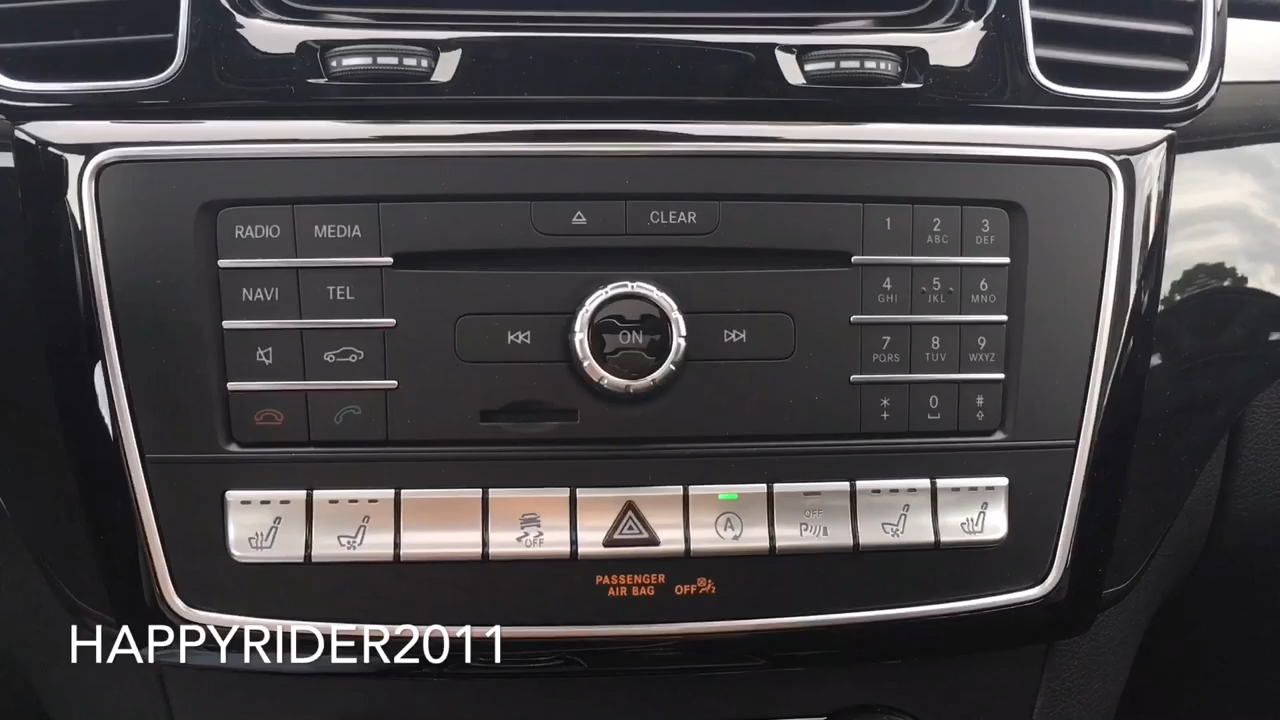 RADIO MEDIA
CLEAR
1 2 ABC 3 DEF
NAVI TEL
4 GHI 5 JKL 6 MNO
ON
7 PQRS 8 TUV 9 WXYZ
* + 0 #
OFF
A
OFF
PASSENGER
AIR BAG OFF 2
HAPPYRIDER2011